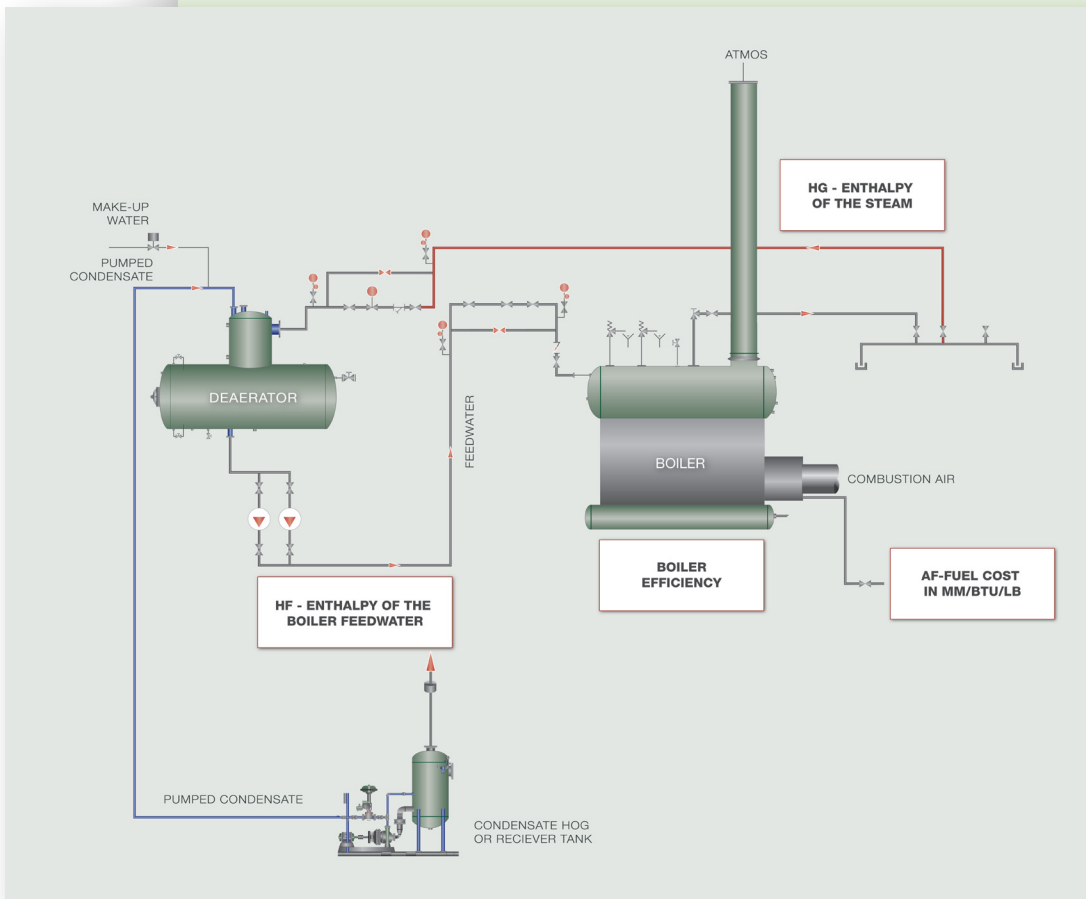 ATMOS
HG - ENTHALPY
OF THE STEAM
MAKE-UP
WATER
PUMPED
CONDENSATE
DEAERATOR
FEEDWATER
BOILER
COMBUSTION AIR
BOILER
EFFICIENCY
AF-FUEL COST
IN MM/BTU/LB
HF - ENTHALPY OF THE
BOILER FEEDWATER
PUMPED CONDENSATE
CONDENSATE HOG
OR RECIEVER TANK